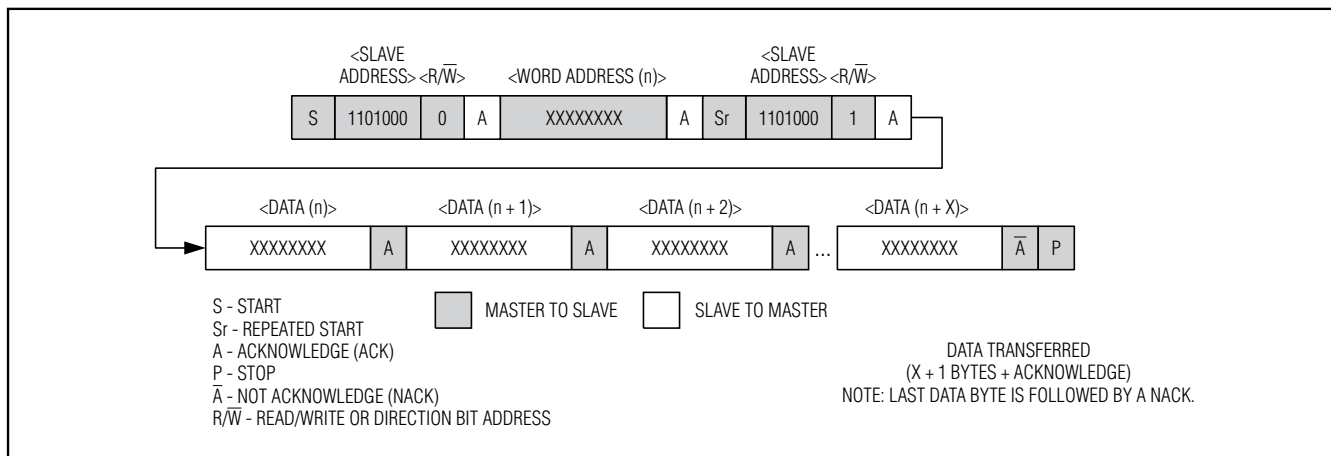 <SLAVE <SLAVE
ADDRESS> <R/W̅> <WORD ADDRESS (n)> ADDRESS> <R/W̅>
S 1101000 0 A XXXXXXXX A Sr 1101000 1 A
<DATA (n)> <DATA (n + 1)> <DATA (n + 2)> <DATA (n + X)>
XXXXXXXX A XXXXXXXX A XXXXXXXX A ... XXXXXXXX A̅ P
S - START
Sr - REPEATED START
A - ACKNOWLEDGE (ACK)
P - STOP
A̅ - NOT ACKNOWLEDGE (NACK)
R/W̅ - READ/WRITE OR DIRECTION BIT ADDRESS
MASTER TO SLAVE SLAVE TO MASTER
DATA TRANSFERRED
(X + 1 BYTES + ACKNOWLEDGE)
NOTE: LAST DATA BYTE IS FOLLOWED BY A NACK.